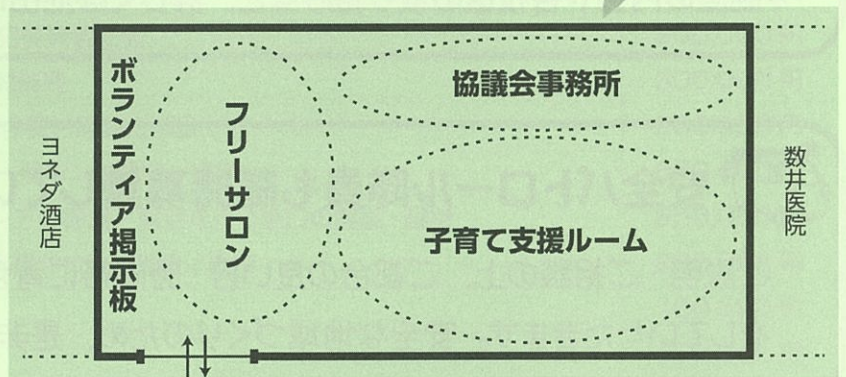 ヨネダ酒店
ボランティア掲示板
フリーサロン
協議会事務所
子育て支援ルーム
数井医院